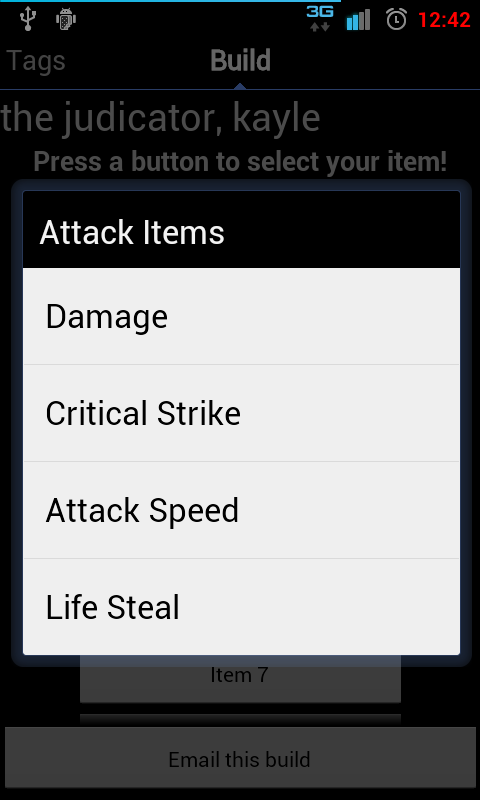 3G 12:42
Tags Build
the judicator, kayle
Press a button to select your item!
Attack Items
Damage
Critical Strike
Attack Speed
Life Steal
Item 7
Email this build